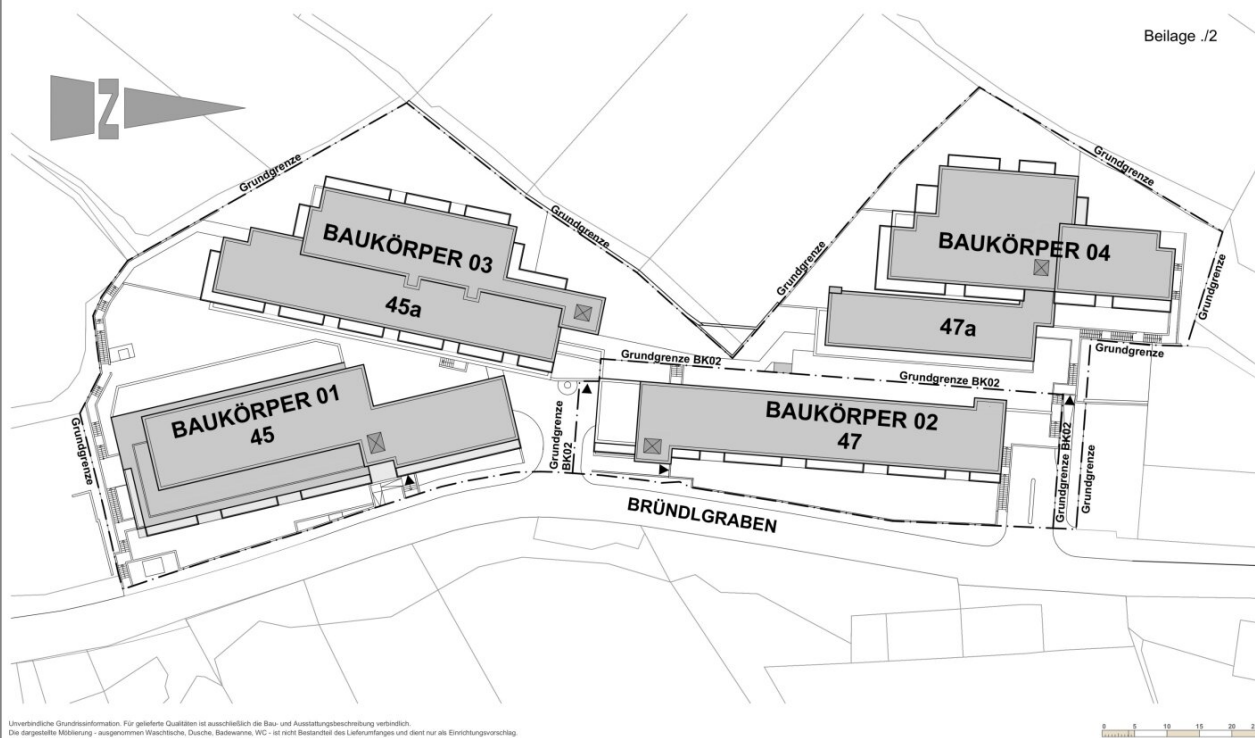 Beilage ./2
Z
Grundgrenze
Grundgrenze
Grundgrenze
Grundgrenze
Grundgrenze
BAUKÖRPER 03
45a
BAUKÖRPER 04
47a
Grundgrenze
Grundgrenze BK02
Grundgrenze BK02
BAUKÖRPER 01
45
Grundgrenze
Grundgrenze
BK02
BAUKÖRPER 02
47
Grundgrenze BK02
Grundgrenze
BRÜNDLGRABEN
Unverbindliche Grundrissinformation. Für gelieferte Qualitäten ist ausschließlich die Bau- und Ausstattungsbeschreibung verbindlich.
Die dargestellte Möblierung - ausgenommen Waschtische, Dusche, Badewanne, WC - ist nicht Bestandteil des Lieferumfanges und dient nur als Einrichtungsvorschlag.
0 5 10 15 20